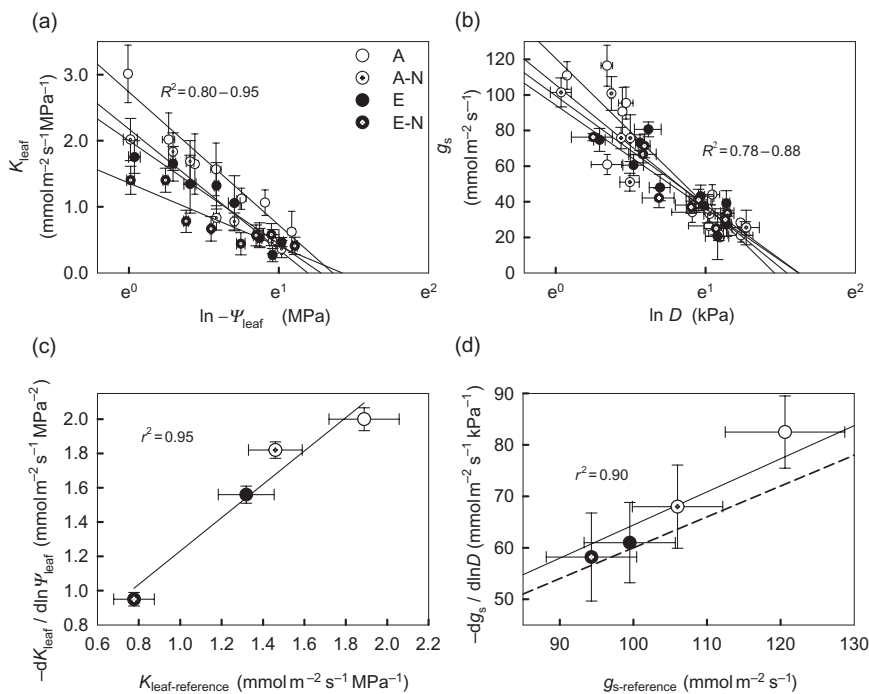 (a)
3.0
2.0
1.0
0.0
K_leaf
(mmol m⁻² s⁻¹ MPa⁻¹)
R²=0.80−0.95
A
A-N
E
E-N
e⁰
e¹
e²
ln −Ψ_leaf (MPa)
(b)
120
100
80
60
40
20
0
g_s
(mmol m⁻² s⁻¹)
R²=0.78−0.88
e⁰
e¹
e²
ln D (kPa)
(c)
2.0
1.8
1.6
1.4
1.2
1.0
0.8
−dK_leaf / dlnΨ_leaf (mmol m⁻² s⁻¹ MPa⁻²)
r²=0.95
0.6
0.8
1.0
1.2
1.4
1.6
1.8
2.0
2.2
K_leaf-reference (mmol m⁻² s⁻¹ MPa⁻¹)
(d)
90
80
70
60
50
−dg_s / dlnD (mmol m⁻² s⁻¹ kPa⁻¹)
r²=0.90
90
100
110
120
130
g_s-reference (mmol m⁻² s⁻¹)